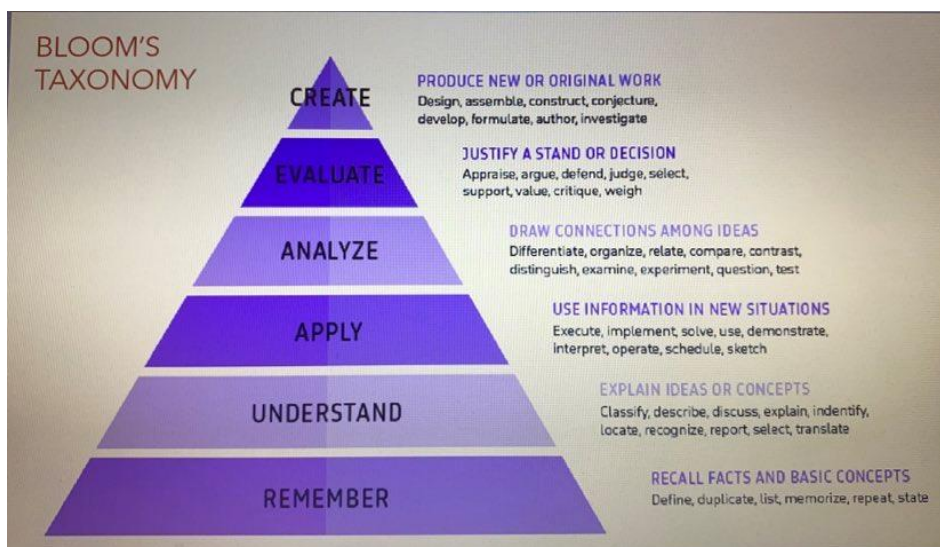 BLOOM'S
TAXONOMY
CREATE
PRODUCE NEW OR ORIGINAL WORK
Design, assemble, construct, conjecture,
develop, formulate, author, investigate
EVALUATE
JUSTIFY A STAND OR DECISION
Appraise, argue, defend, judge, select,
support, value, critique, weigh
ANALYZE
DRAW CONNECTIONS AMONG IDEAS
Differentiate, organize, relate, compare, contrast,
distinguish, examine, experiment, question, test
APPLY
USE INFORMATION IN NEW SITUATIONS
Execute, implement, solve, use, demonstrate,
interpret, operate, schedule, sketch
UNDERSTAND
EXPLAIN IDEAS OR CONCEPTS
Classify, describe, discuss, explain, indentify,
locate, recognize, report, select, translate
REMEMBER
RECALL FACTS AND BASIC CONCEPTS
Define, duplicate, list, memorize, repeat, state